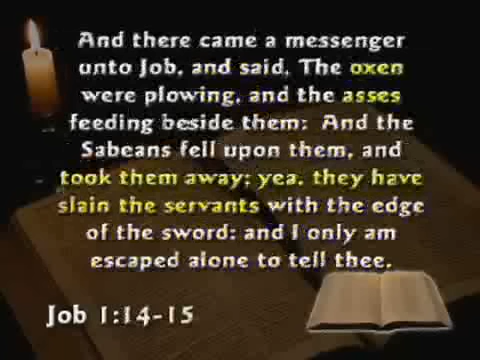 And there came a messenger
unto Job, and said, The oxen
were plowing, and the asses
feeding beside them: And the
Sabeans fell upon them, and
took them away; yea, they have
slain the servants with the edge
of the sword; and I only am
escaped alone to tell thee.
Job 1:14-15